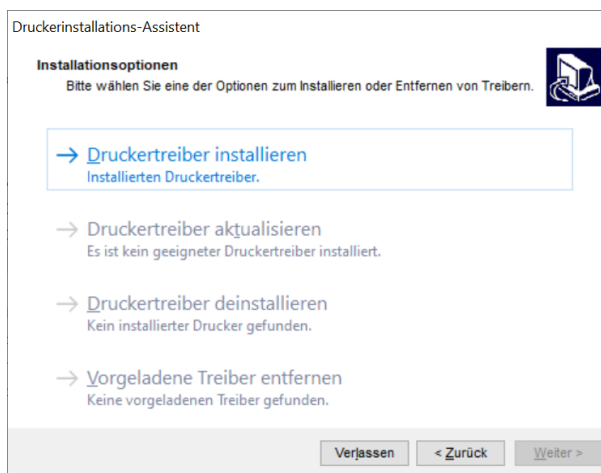 Druckerinstallations-Assistent
Installationsoptionen
Bitte wählen Sie eine der Optionen zum Installieren oder Entfernen von Treibern.
Druckertreiber installieren
Installierten Druckertreiber.
Druckertreiber aktualisieren
Es ist kein geeigneter Druckertreiber installiert.
Druckertreiber deinstallieren
Kein installierter Drucker gefunden.
Vorgeladene Treiber entfernen
Keine vorgeladenen Treiber gefunden.
Verlassen < Zurück Weiter >